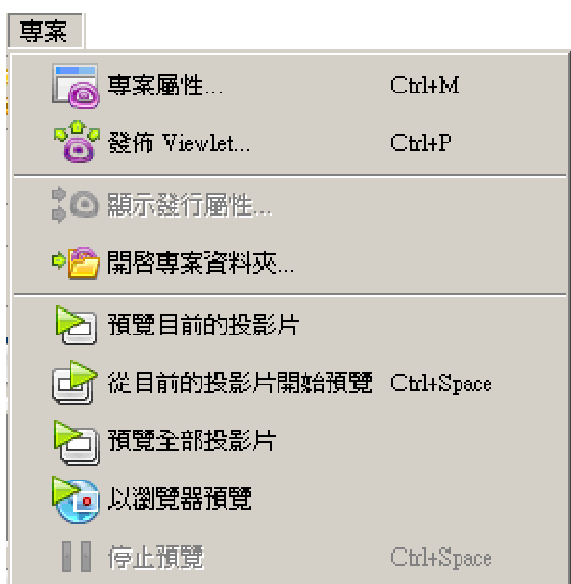 專案
專案屬性... Ctrl+M
發佈 Viewlet... Ctrl+P
顯示發行屬性...
開啓專案資料夾...
預覽目前的投影片
從目前的投影片開始預覽 Ctrl+Space
預覽全部投影片
以瀏覽器預覽
停止預覽 Ctrl+Space